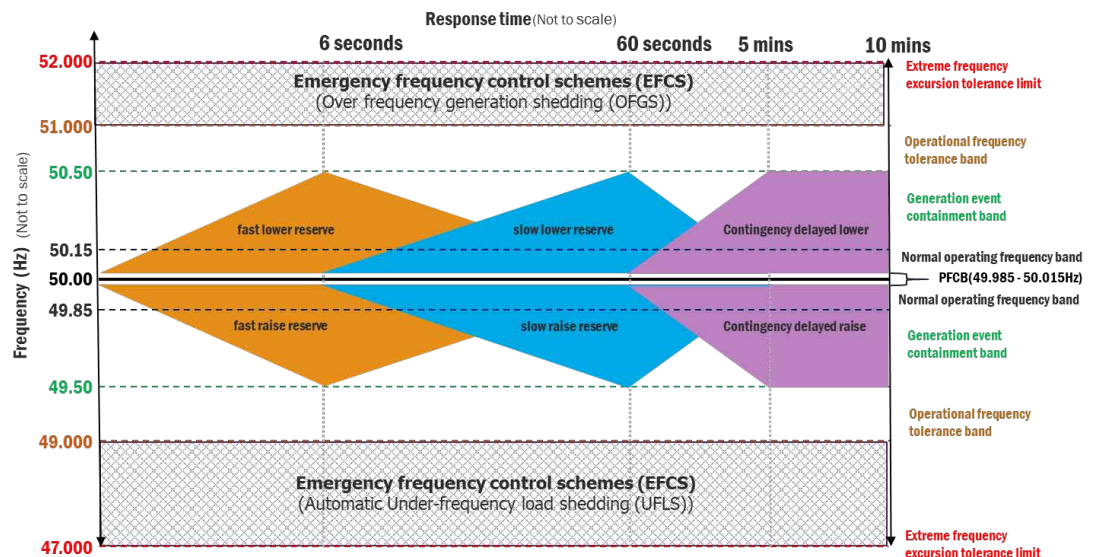 Response time(Not to scale)
6 seconds
60 seconds
5 mins
10 mins
52.000
Emergency frequency control schemes (EFCS)
(Over frequency generation shedding (OFGS))
Extreme frequency
excursion tolerance limit
51.000
Operational frequency
tolerance band
50.50
Generation event
containment band
fast lower reserve
slow lower reserve
Contingency delayed lower
50.15
Normal operating frequency band
Frequency (Hz) (Not to scale)
50.00
PFCB(49.985 - 50.015Hz)
Normal operating frequency band
49.85
fast raise reserve
slow raise reserve
Contingency delayed raise
Generation event
containment band
49.50
Operational frequency
tolerance band
49.000
Emergency frequency control schemes (EFCS)
(Automatic Under-frequency load shedding (UFLS))
Extreme frequency
excursion tolerance limit
47.000